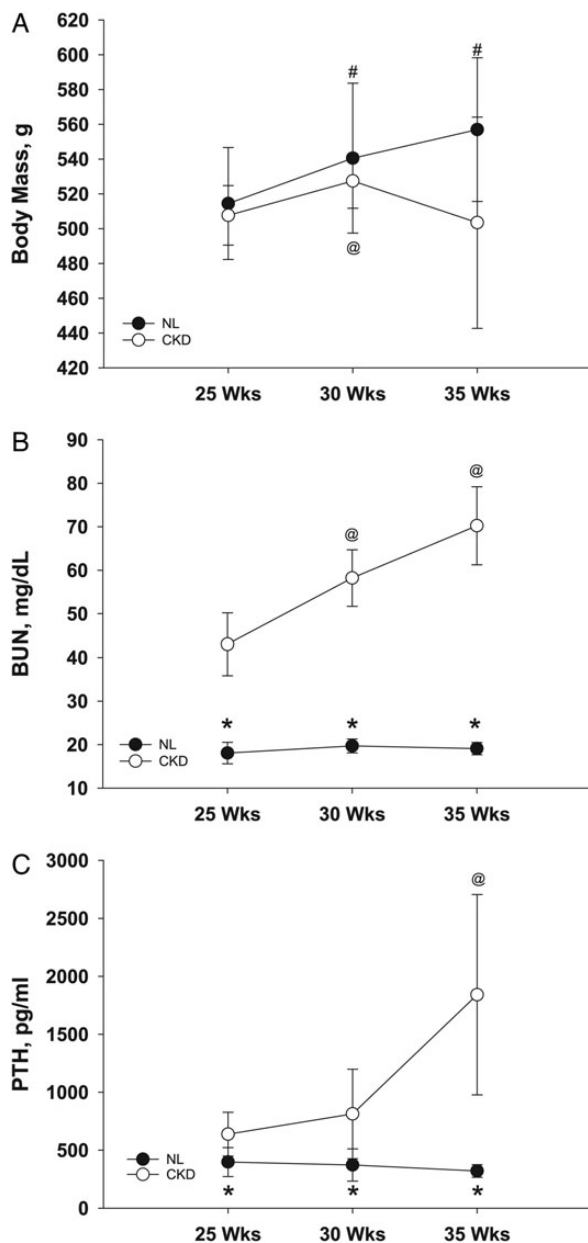 A
620
600
580
560
540
520
500
480
460
440
420
Body Mass, g
#
#
@
NL
CKD
25 Wks 30 Wks 35 Wks
B
90
80
70
60
50
40
30
20
10
BUN, mg/dL
@
@
* * *
NL
CKD
25 Wks 30 Wks 35 Wks
C
3000
2500
2000
1500
1000
500
0
PTH, pg/ml
@
NL
CKD
* * *
25 Wks 30 Wks 35 Wks